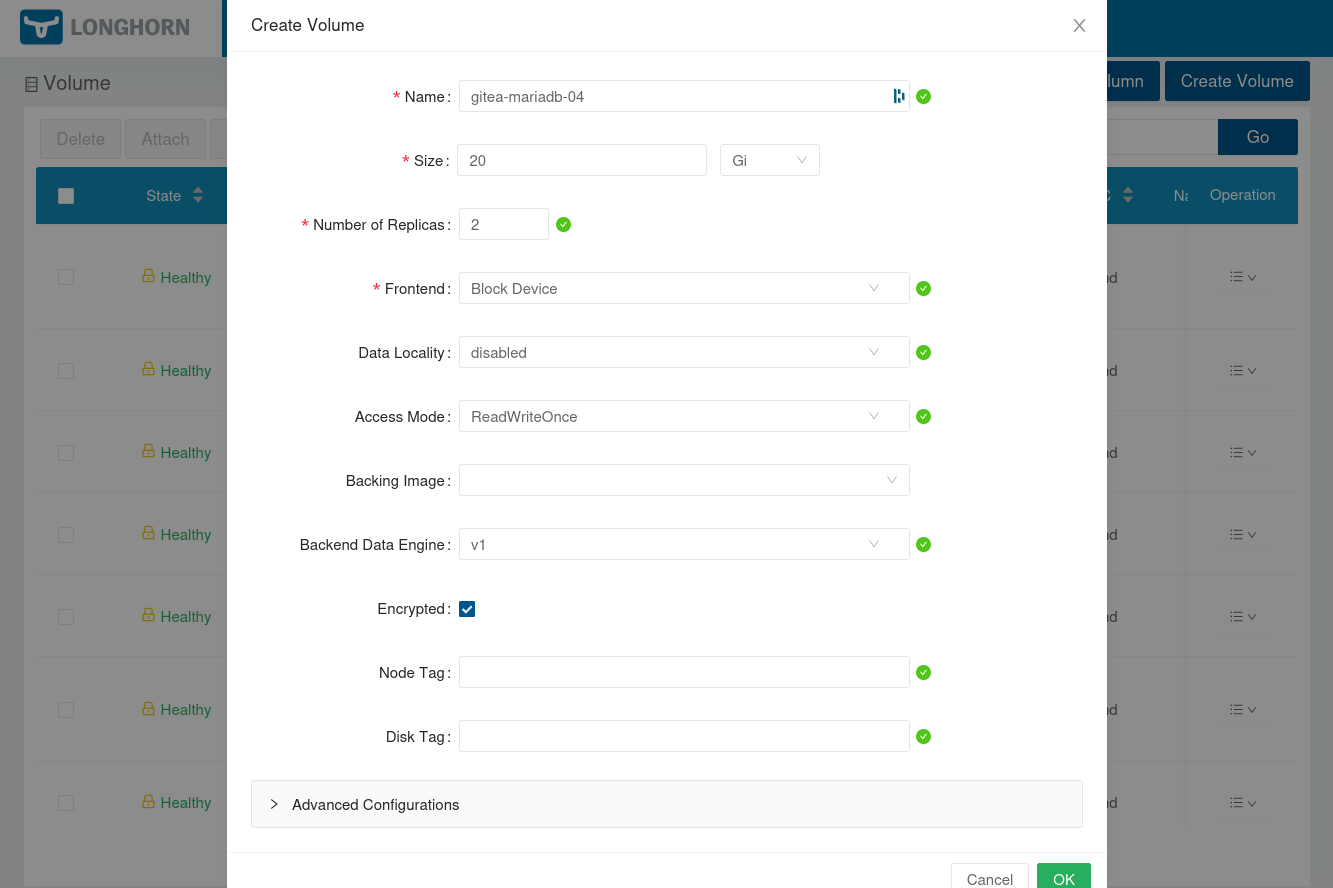 LONGHORN
Create Volume
Volume
lumn
Create Volume
Delete
Attach
Go
* Name :
gitea-mariadb-04
* Size :
20
Gi
State
C
Operation
* Number of Replicas :
2
* Frontend :
Block Device
Healthy
Data Locality :
disabled
Healthy
Access Mode :
ReadWriteOnce
Healthy
Backing Image :
Backend Data Engine :
v1
Healthy
Encrypted :
Healthy
Node Tag :
Healthy
Disk Tag :
Healthy
Advanced Configurations
Cancel
OK